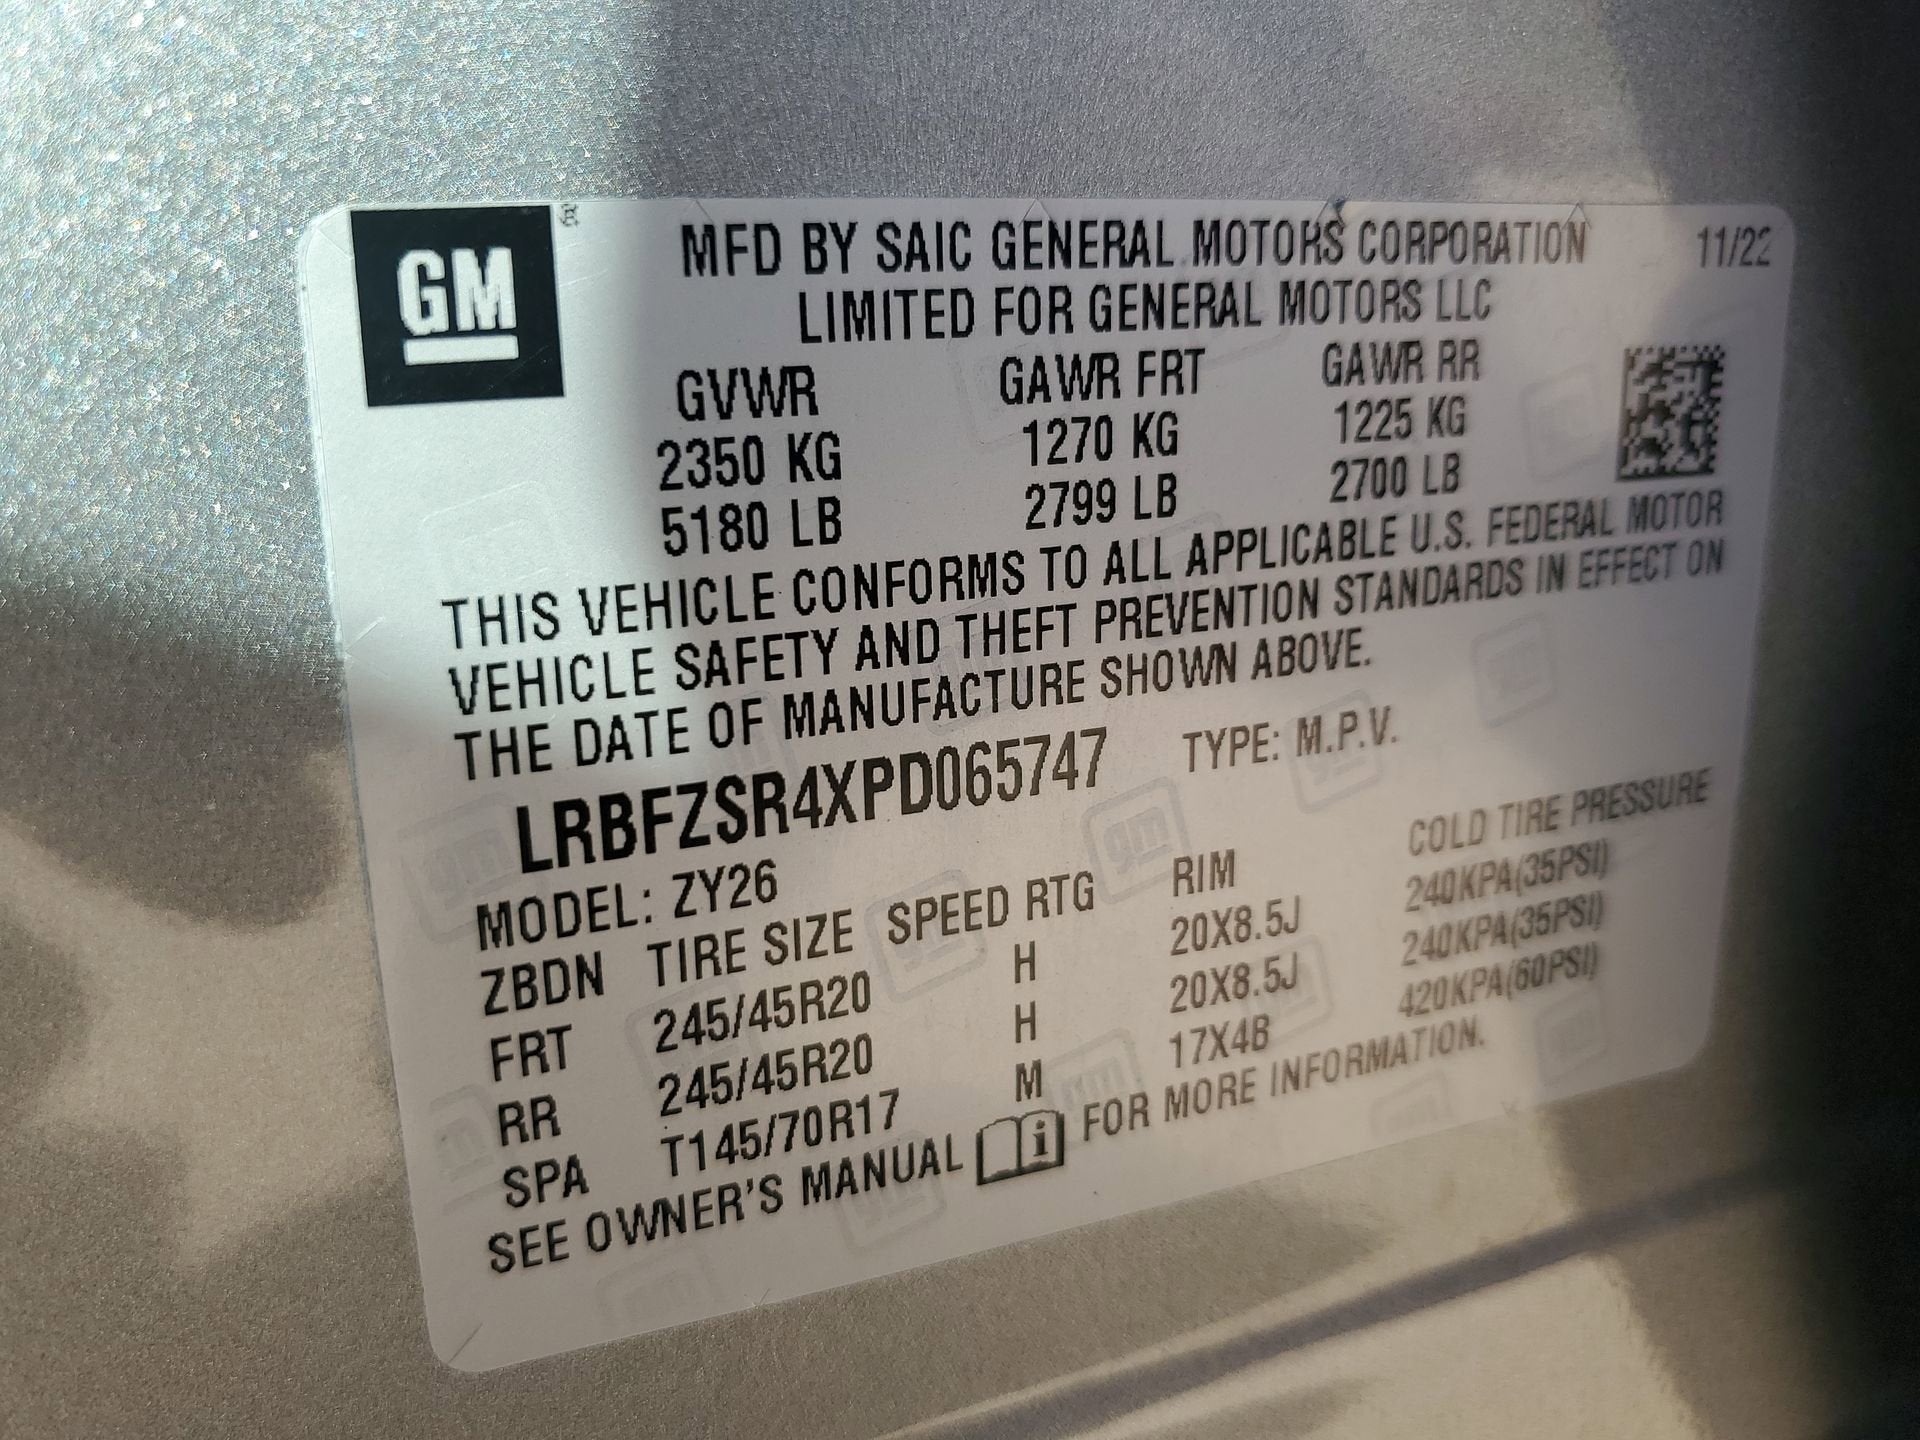 GM
MFD BY SAIC GENERAL MOTORS CORPORATION 11/22
LIMITED FOR GENERAL MOTORS LLC
GVWR GAWR FRT GAWR RR
2350 KG 1270 KG 1225 KG
5180 LB 2799 LB 2700 LB
THIS VEHICLE CONFORMS TO ALL APPLICABLE U.S. FEDERAL MOTOR
VEHICLE SAFETY AND THEFT PREVENTION STANDARDS IN EFFECT ON
THE DATE OF MANUFACTURE SHOWN ABOVE.
LRBFZSR4XPD065747 TYPE: M.P.V.
MODEL: ZY26
ZBDN TIRE SIZE SPEED RTG RIM COLD TIRE PRESSURE
FRT 245/45R20 H 20X8.5J 240KPA(35PSI)
RR 245/45R20 H 20X8.5J 240KPA(35PSI)
SPA T145/70R17 M 17X4B 420KPA(60PSI)
SEE OWNER'S MANUAL i FOR MORE INFORMATION.